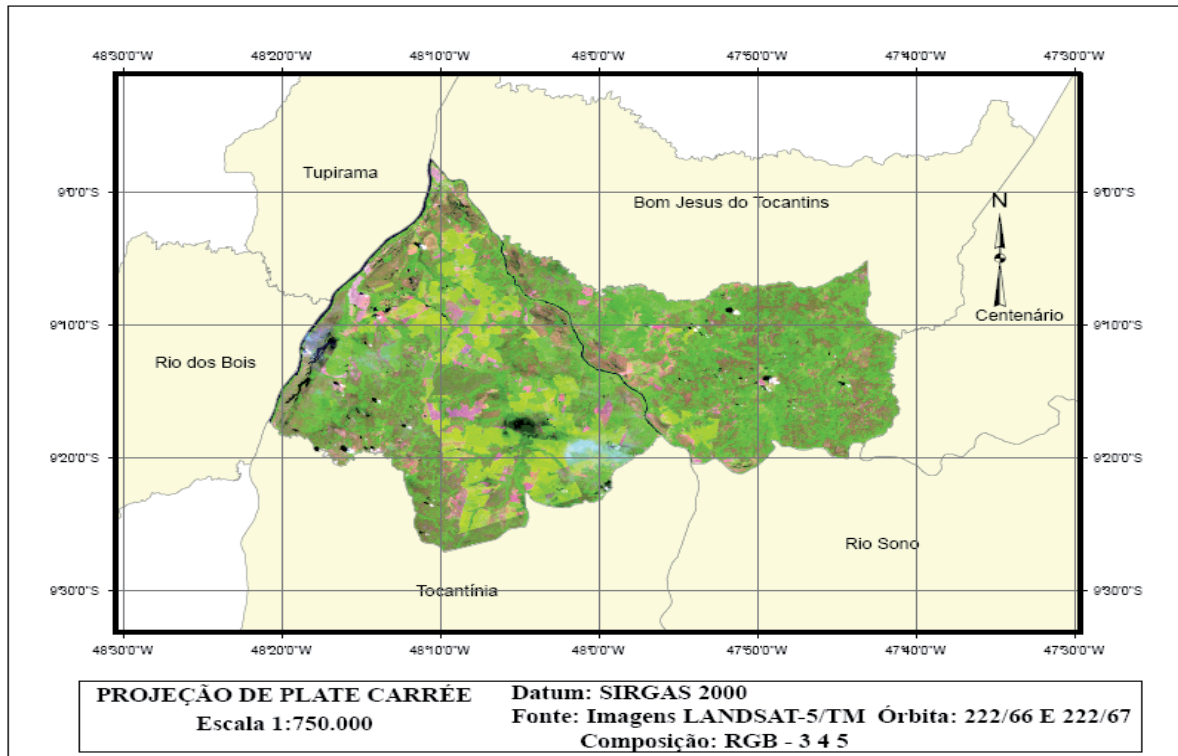 48°30'0"W 48°20'0"W 48°10'0"W 48°0'0"W 47°50'0"W 47°40'0"W 47°30'0"W
Tupirama
9°0'0"S 9°0'0"S
Bom Jesus do Tocantins
N
Centenário
9°10'0"S 9°10'0"S
Rio dos Bois
9°20'0"S 9°20'0"S
Rio Sono
Tocantínia
9°30'0"S 9°30'0"S
48°30'0"W 48°20'0"W 48°10'0"W 48°0'0"W 47°50'0"W 47°40'0"W 47°30'0"W
PROJEÇÃO DE PLATE CARRÉE
Escala 1:750.000
Datum: SIRGAS 2000
Fonte: Imagens LANDSAT-5/TM Órbita: 222/66 E 222/67
Composição: RGB - 3 4 5